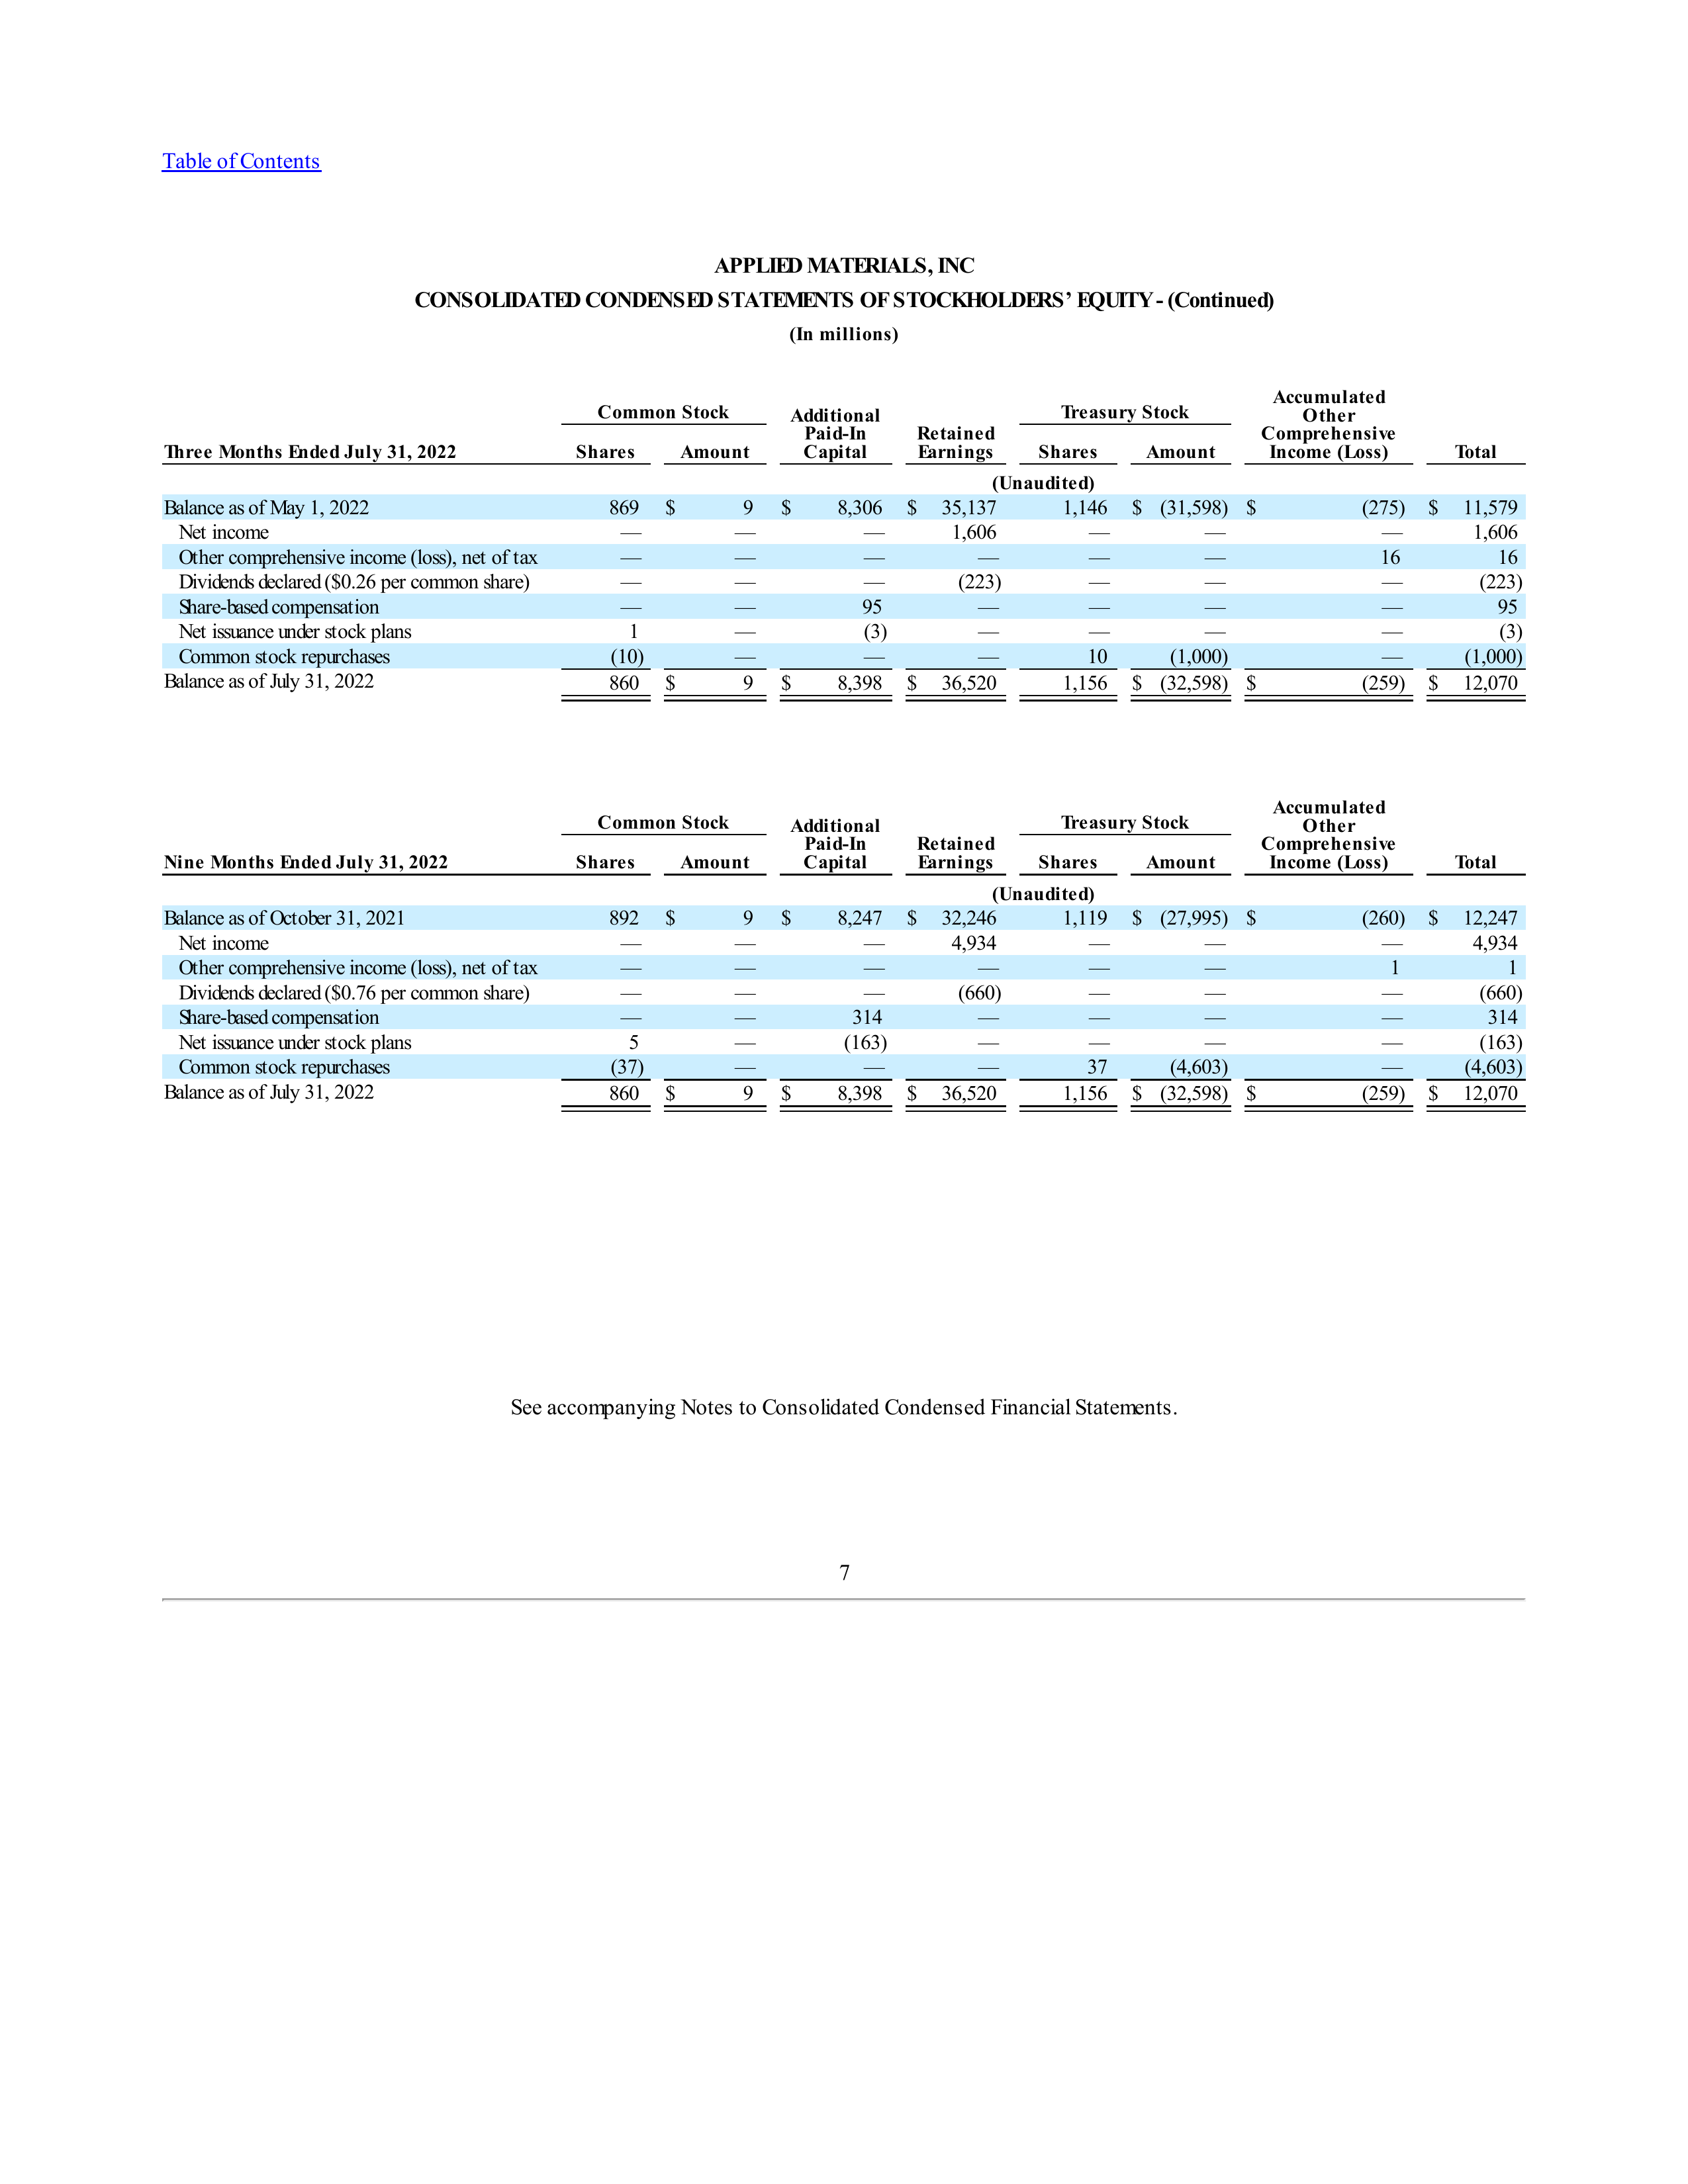 Table of Contents
APPLIED MATERIALS, INC
CONSOLIDATED CONDENSED STATEMENTS OF STOCKHOLDERS' EQUITY - (Continued)
(In millions)
Three Months Ended July 31, 2022 Common Stock Shares Amount Additional Paid-In Capital Retained Earnings Treasury Stock Shares Amount Accumulated Other Comprehensive Income (Loss) Total
(Unaudited)
Balance as of May 1, 2022 869 $ 9 $ 8,306 $ 35,137 1,146 $ (31,598) $ (275) $ 11,579
Net income — — — 1,606 — — — 1,606
Other comprehensive income (loss), net of tax — — — — — — 16 16
Dividends declared ($0.26 per common share) — — — (223) — — — (223)
Share-based compensation — — 95 — — — — 95
Net issuance under stock plans 1 — (3) — — — — (3)
Common stock repurchases (10) — — — 10 (1,000) — (1,000)
Balance as of July 31, 2022 860 $ 9 $ 8,398 $ 36,520 1,156 $ (32,598) $ (259) $ 12,070
Nine Months Ended July 31, 2022 Common Stock Shares Amount Additional Paid-In Capital Retained Earnings Treasury Stock Shares Amount Accumulated Other Comprehensive Income (Loss) Total
(Unaudited)
Balance as of October 31, 2021 892 $ 9 $ 8,247 $ 32,246 1,119 $ (27,995) $ (260) $ 12,247
Net income — — — 4,934 — — — 4,934
Other comprehensive income (loss), net of tax — — — — — — 1 1
Dividends declared ($0.76 per common share) — — — (660) — — — (660)
Share-based compensation — — 314 — — — — 314
Net issuance under stock plans 5 — (163) — — — — (163)
Common stock repurchases (37) — — — 37 (4,603) — (4,603)
Balance as of July 31, 2022 860 $ 9 $ 8,398 $ 36,520 1,156 $ (32,598) $ (259) $ 12,070
See accompanying Notes to Consolidated Condensed Financial Statements.
7